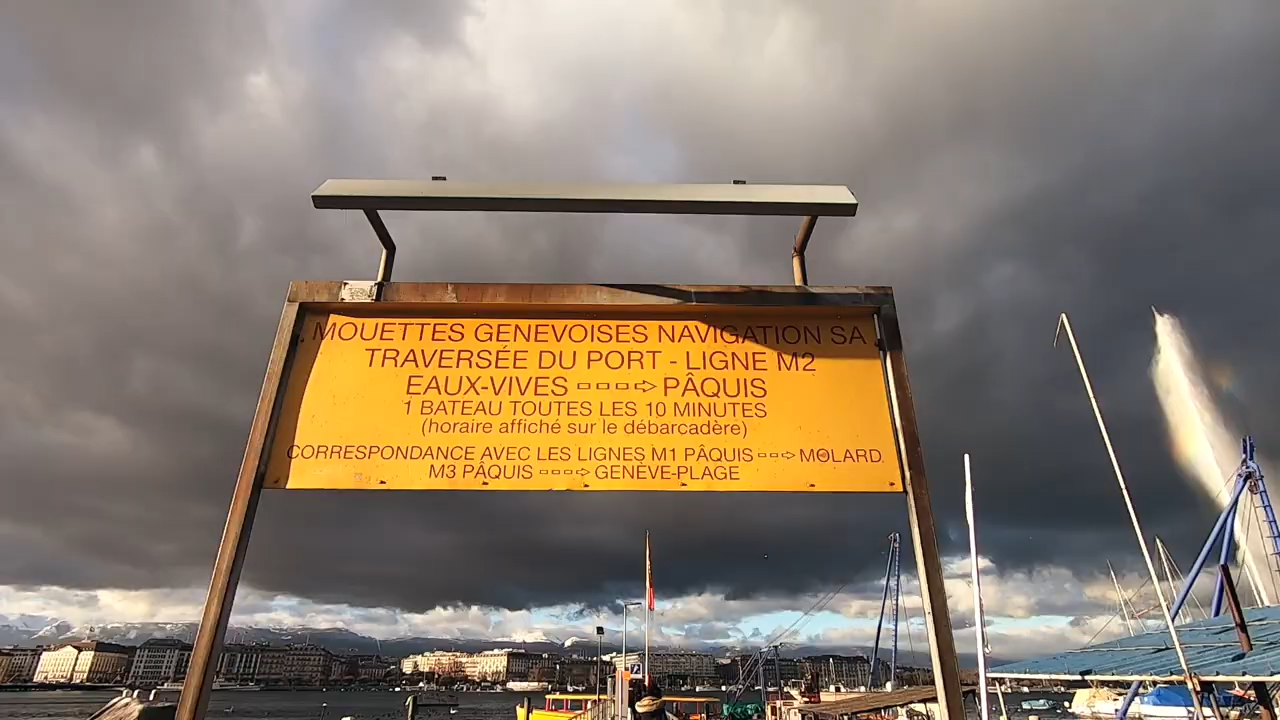 MOUETTES GENEVOISES NAVIGATION SA
TRAVERSÉE DU PORT - LIGNE M2
EAUX-VIVES ▭▭▭▭⇨ PÂQUIS
1 BATEAU TOUTES LES 10 MINUTES
(horaire affiché sur le débarcadère)
CORRESPONDANCE AVEC LES LIGNES M1 PÂQUIS ▭▭⇨ MOLARD.
M3 PÂQUIS ▭▭▭▭⇨ GENÈVE-PLAGE